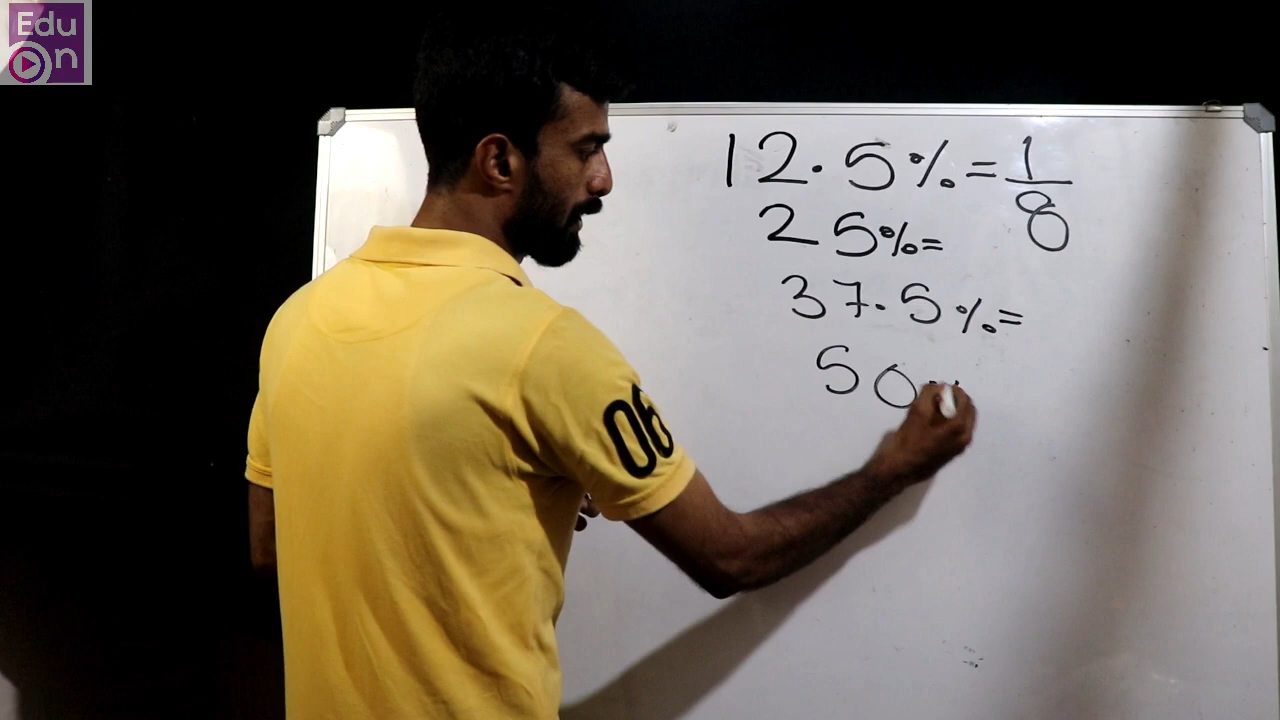 Edu
On
12.5% = 1/8
25% =
37.5% =
50
06